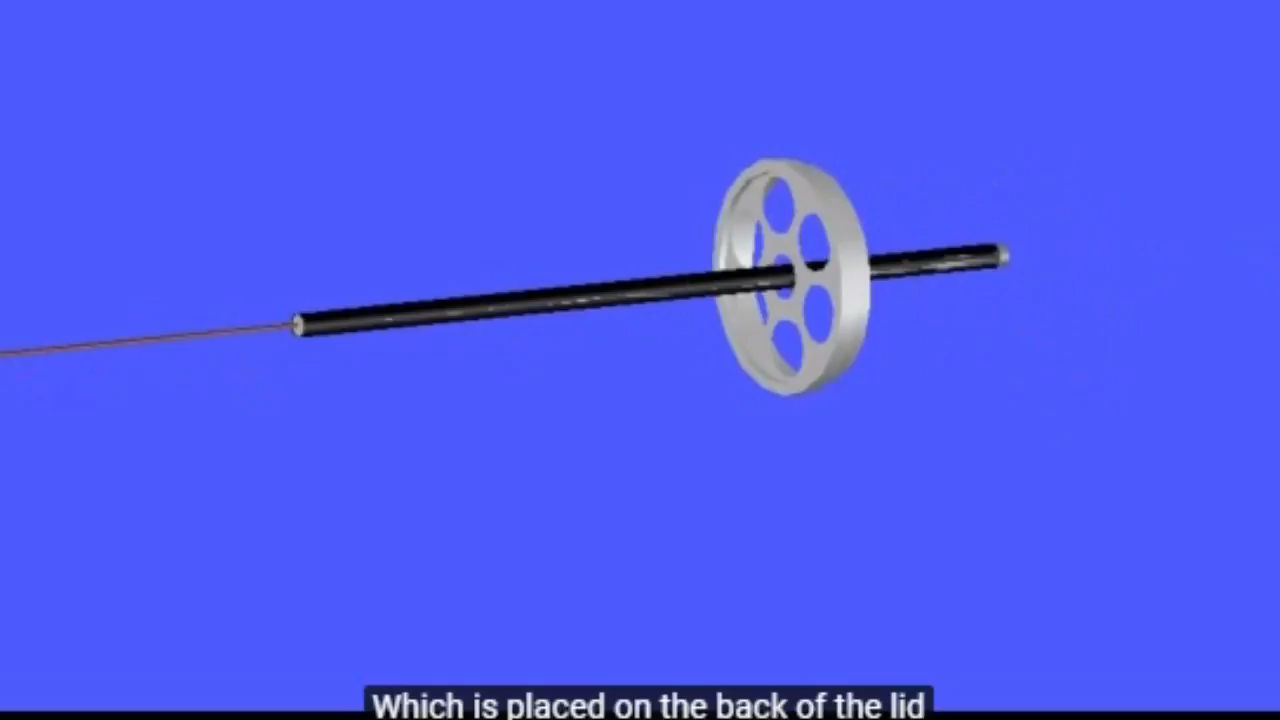 Which is placed on the back of the lid